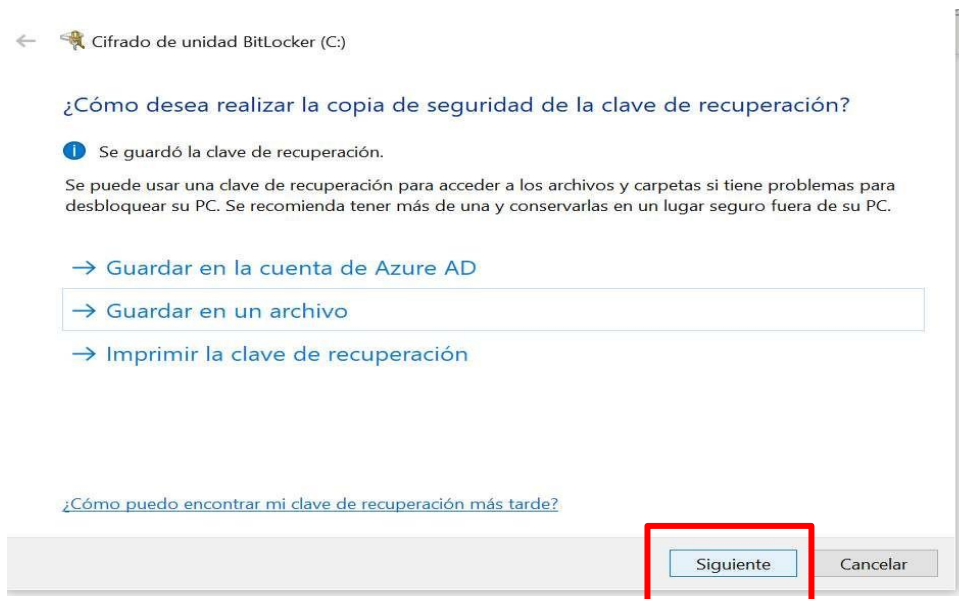 Cifrado de unidad BitLocker (C:)
¿Cómo desea realizar la copia de seguridad de la clave de recuperación?
Se guardó la clave de recuperación.
Se puede usar una clave de recuperación para acceder a los archivos y carpetas si tiene problemas para
desbloquear su PC. Se recomienda tener más de una y conservarlas en un lugar seguro fuera de su PC.
→ Guardar en la cuenta de Azure AD
→ Guardar en un archivo
→ Imprimir la clave de recuperación
¿Cómo puedo encontrar mi clave de recuperación más tarde?
Siguiente Cancelar